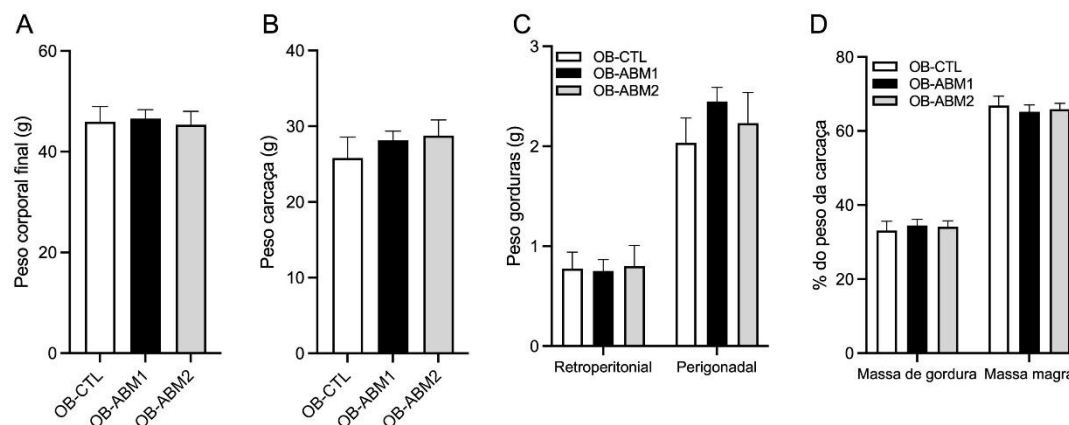 A
Peso corporal final (g)
60
40
20
0
OB-CTL
OB-ABM1
OB-ABM2
B
Peso carcaça (g)
40
30
20
10
0
OB-CTL
OB-ABM1
OB-ABM2
C
Peso gorduras (g)
3
2
1
0
OB-CTL
OB-ABM1
OB-ABM2
Retroperitonial
Perigonadal
D
% do peso da carcaça
80
60
40
20
0
OB-CTL
OB-ABM1
OB-ABM2
Massa de gordura
Massa magra